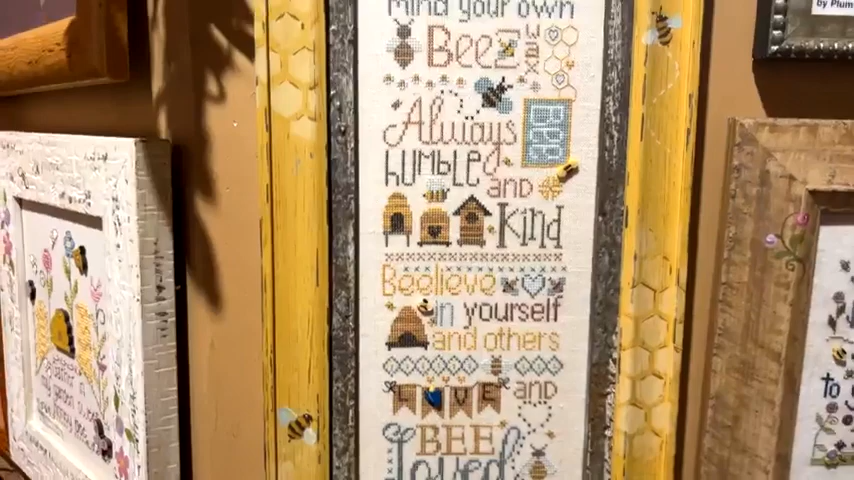 by Plum
mind your own
Bee wax
Always
BEE
HUMBLE
and
Kind
Beelieve
in yourself
and others
LOVE and
BEE
Loved
to